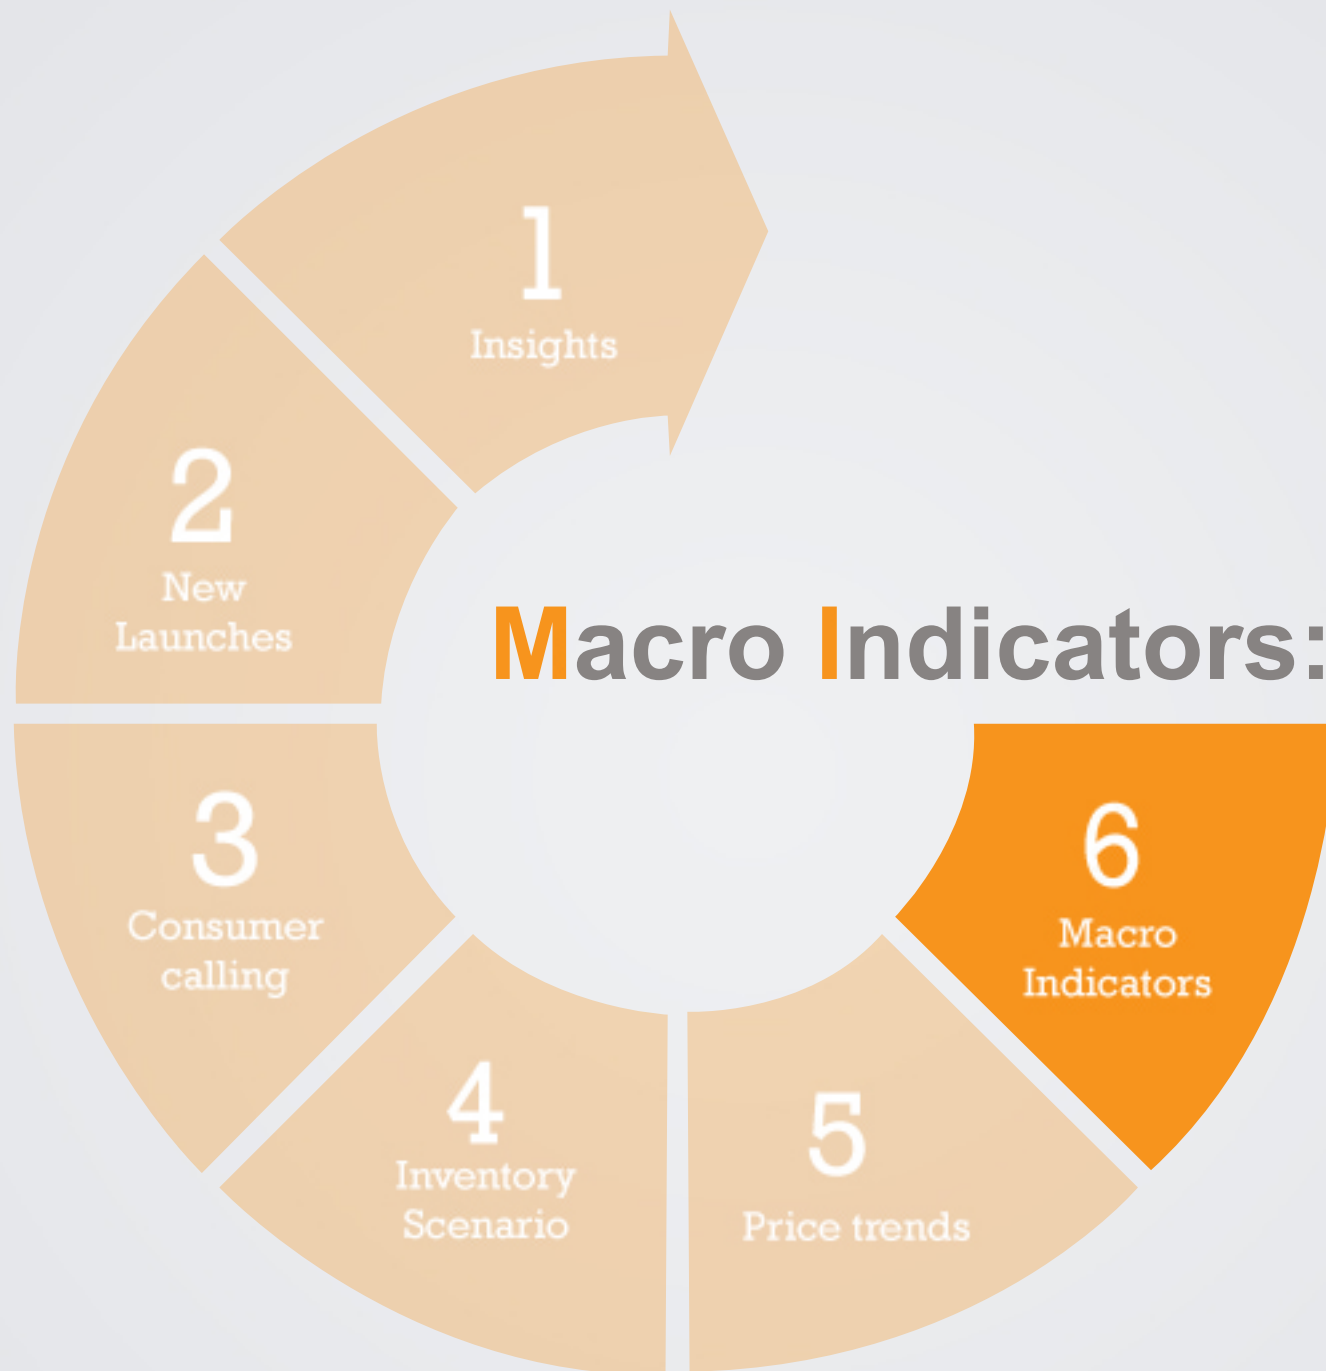 1
Insights
2
New
Launches
Macro Indicators:
3
Consumer
calling
6
Macro
Indicators
4
Inventory
Scenario
5
Price trends